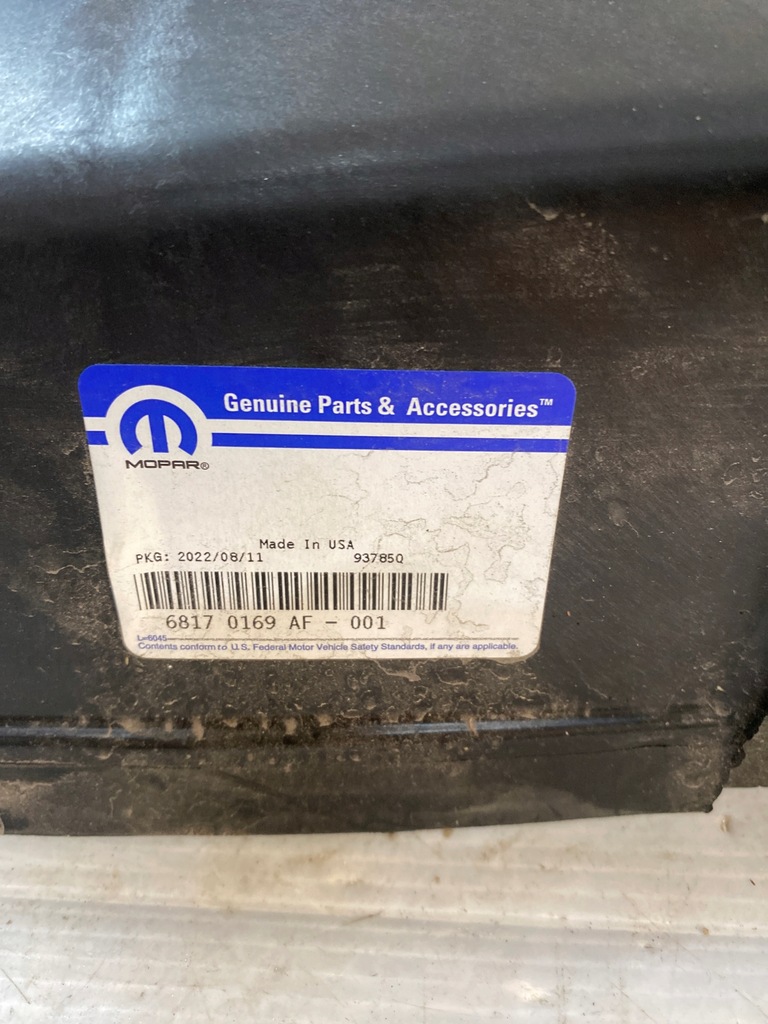 Genuine Parts & Accessories™
MOPAR®
Made In USA
PKG: 2022/08/11 93785Q
6817 0169 AF - 001
L-6045
Contents conform to U.S. Federal Motor Vehicle Safety Standards, if any are applicable.